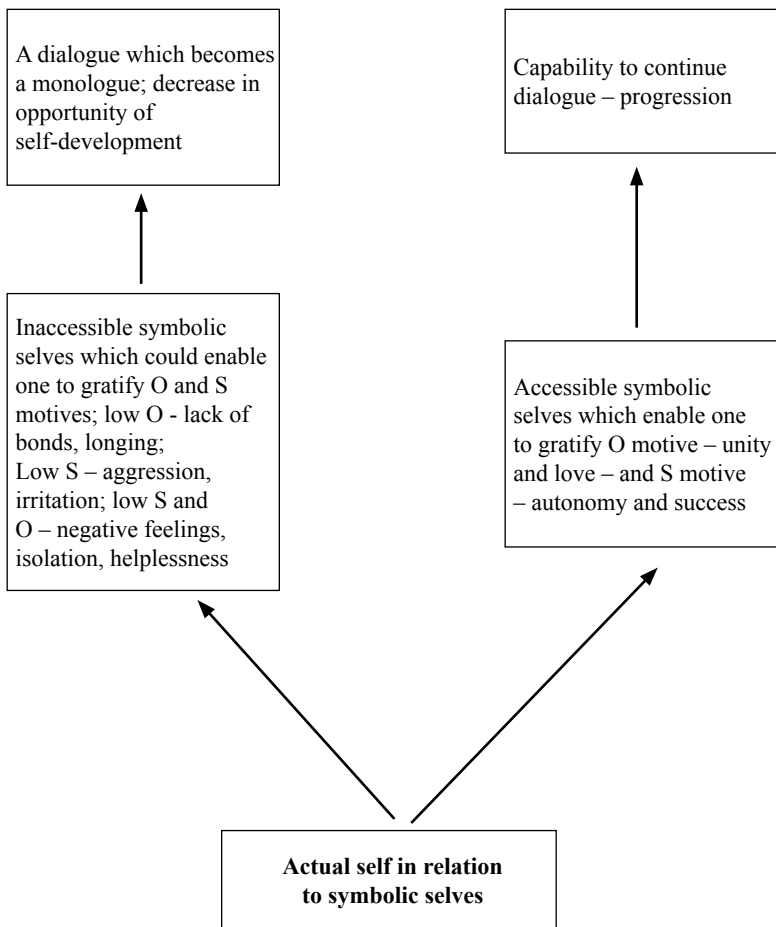 A dialogue which becomes
a monologue; decrease in
opportunity of
self-development
Capability to continue
dialogue – progression
Inaccessible symbolic
selves which could enable
one to gratify O and S
motives; low O - lack of
bonds, longing;
Low S – aggression,
irritation; low S and
O – negative feelings,
isolation, helplessness
Accessible symbolic
selves which enable one
to gratify O motive – unity
and love – and S motive
– autonomy and success
Actual self in relation
to symbolic selves